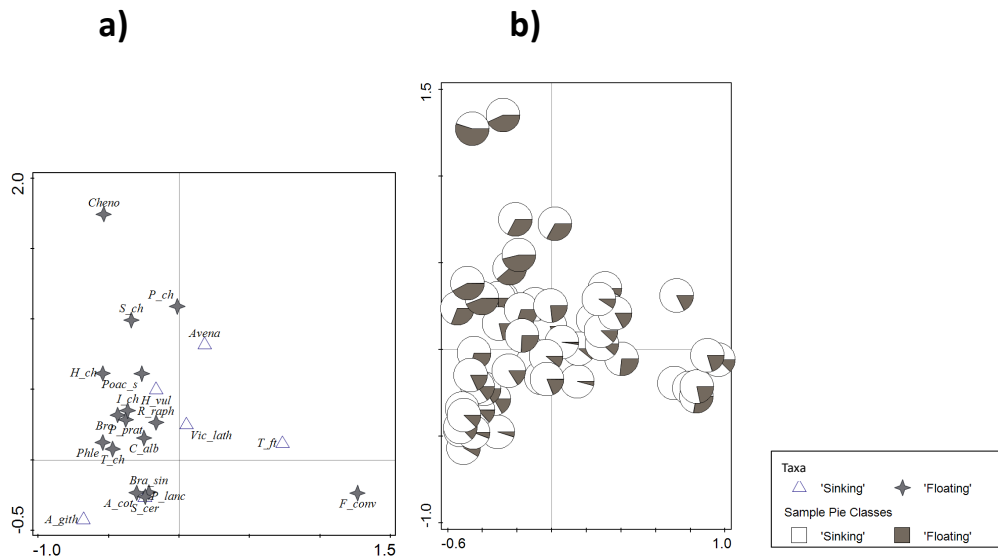 a)
b)
2.0
-0.5
-1.0
1.5
Cheno
P_ch
S_ch
Avena
H_ch
Poac_s
H_vul
I_ch
R_raph
Bro
P_prat
Vic_lath
C_alb
Phle
T_ch
T_ft
Bra_sin
A_cot
P_lanc
S_cer
A_gith
F_conv
1.5
-1.0
-0.6
1.0
Taxa
'Sinking'
'Floating'
Sample Pie Classes
'Sinking'
'Floating'